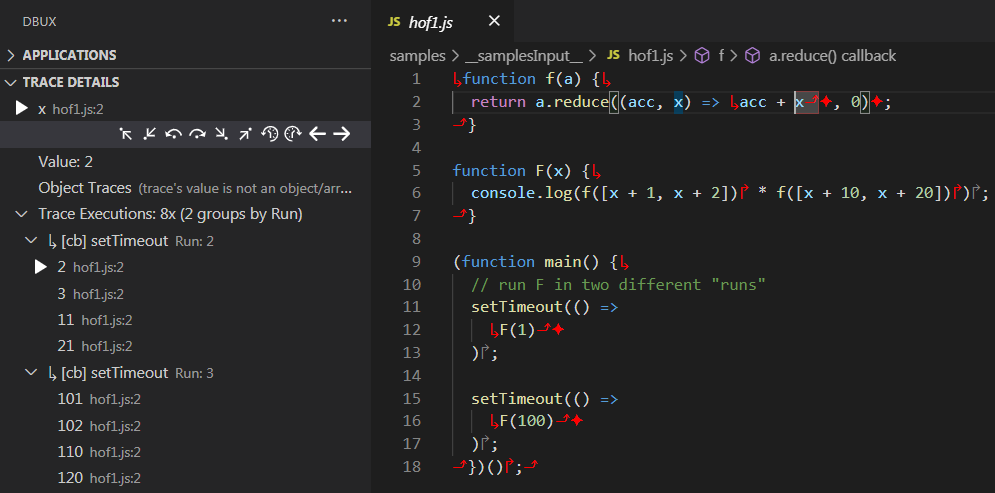 DBUX ···
APPLICATIONS
TRACE DETAILS
x hof1.js:2
Value: 2
Object Traces (trace's value is not an object/arr...
Trace Executions: 8x (2 groups by Run)
↳ [cb] setTimeout Run: 2
2 hof1.js:2
3 hof1.js:2
11 hof1.js:2
21 hof1.js:2
↳ [cb] setTimeout Run: 3
101 hof1.js:2
102 hof1.js:2
110 hof1.js:2
120 hof1.js:2
JS hof1.js ×
samples > __samplesInput__ > JS hof1.js > f > a.reduce() callback
1 ↳function f(a) {↳
2 return a.reduce((acc, x) => ↳acc + x⤴✦, 0)✦;
3 ⤴}
4
5 function F(x) {↳
6 console.log(f([x + 1, x + 2])↱ * f([x + 10, x + 20])↱)↱;
7 ⤴}
8
9 (function main() {↳
10 // run F in two different "runs"
11 setTimeout(() =>
12 ↳F(1)⤴✦
13 )↱;
14
15 setTimeout(() =>
16 ↳F(100)⤴✦
17 )↱;
18 ⤴})()↱;⤴